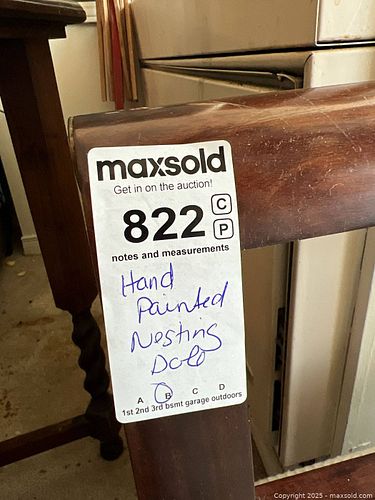 maxsold
Get in on the auction!
822 C
P
notes and measurements
Hand
Painted
Nesting
A B C D
1st 2nd 3rd bsmt garage outdoors
Copyright 2025 - maxsold.com